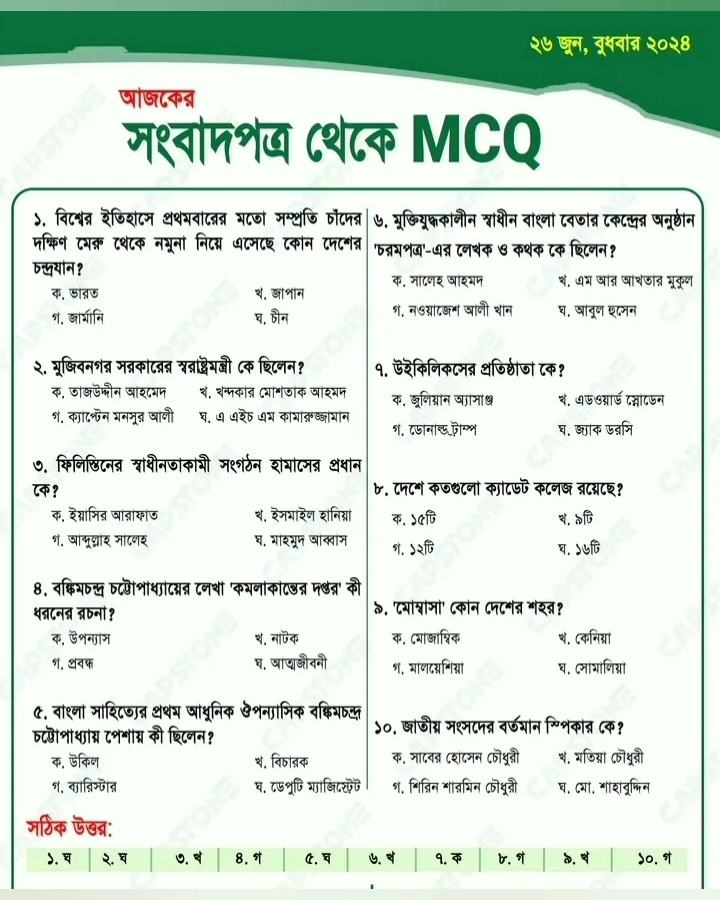 ২৬ জুন, বুধবার ২০২৪
আজকের
সংবাদপত্র থেকে MCQ
১. বিশ্বের ইতিহাসে প্রথমবারের মতো সম্প্রতি চাঁদের
দক্ষিণ মেরু থেকে নমুনা নিয়ে এসেছে কোন দেশের
চন্দ্রযান?
ক. ভারত খ. জাপান
গ. জার্মানি ঘ. চীন
২. মুজিবনগর সরকারের স্বরাষ্ট্রমন্ত্রী কে ছিলেন?
ক. তাজউদ্দীন আহমেদ খ. খন্দকার মোশতাক আহমদ
গ. ক্যাপ্টেন মনসুর আলী ঘ. এ এইচ এম কামারুজ্জামান
৩. ফিলিস্তিনের স্বাধীনতাকামী সংগঠন হামাসের প্রধান
কে?
ক. ইয়াসির আরাফাত খ. ইসমাইল হানিয়া
গ. আব্দুল্লাহ সালেহ ঘ. মাহমুদ আব্বাস
৪. বঙ্কিমচন্দ্র চট্টোপাধ্যায়ের লেখা 'কমলাকান্তের দপ্তর' কী
ধরনের রচনা?
ক. উপন্যাস খ. নাটক
গ. প্রবন্ধ ঘ. আত্মজীবনী
৫. বাংলা সাহিত্যের প্রথম আধুনিক ঔপন্যাসিক বঙ্কিমচন্দ্র
চট্টোপাধ্যায় পেশায় কী ছিলেন?
ক. উকিল খ. বিচারক
গ. ব্যারিস্টার ঘ. ডেপুটি ম্যাজিস্ট্রেট
৬. মুক্তিযুদ্ধকালীন স্বাধীন বাংলা বেতার কেন্দ্রের অনুষ্ঠান
'চরমপত্র'-এর লেখক ও কথক কে ছিলেন?
ক. সালেহ আহমদ খ. এম আর আখতার মুকুল
গ. নওয়াজেশ আলী খান ঘ. আবুল হুসেন
৭. উইকিলিকসের প্রতিষ্ঠাতা কে?
ক. জুলিয়ান অ্যাসাঞ্জ খ. এডওয়ার্ড স্নোডেন
গ. ডোনাল্ড ট্রাম্প ঘ. জ্যাক ডরসি
৮. দেশে কতগুলো ক্যাডেট কলেজ রয়েছে?
ক. ১৫টি খ. ৯টি
গ. ১২টি ঘ. ১৬টি
৯. 'মোম্বাসা' কোন দেশের শহর?
ক. মোজাম্বিক খ. কেনিয়া
গ. মালয়েশিয়া ঘ. সোমালিয়া
১০. জাতীয় সংসদের বর্তমান স্পিকার কে?
ক. সাবের হোসেন চৌধুরী খ. মতিয়া চৌধুরী
গ. শিরিন শারমিন চৌধুরী ঘ. মো. শাহাবুদ্দিন
সঠিক উত্তর:
১. ঘ ২. ঘ ৩. খ ৪. গ ৫. ঘ ৬. খ ৭. ক ৮. গ ৯. খ ১০. গ
CAPSTONE